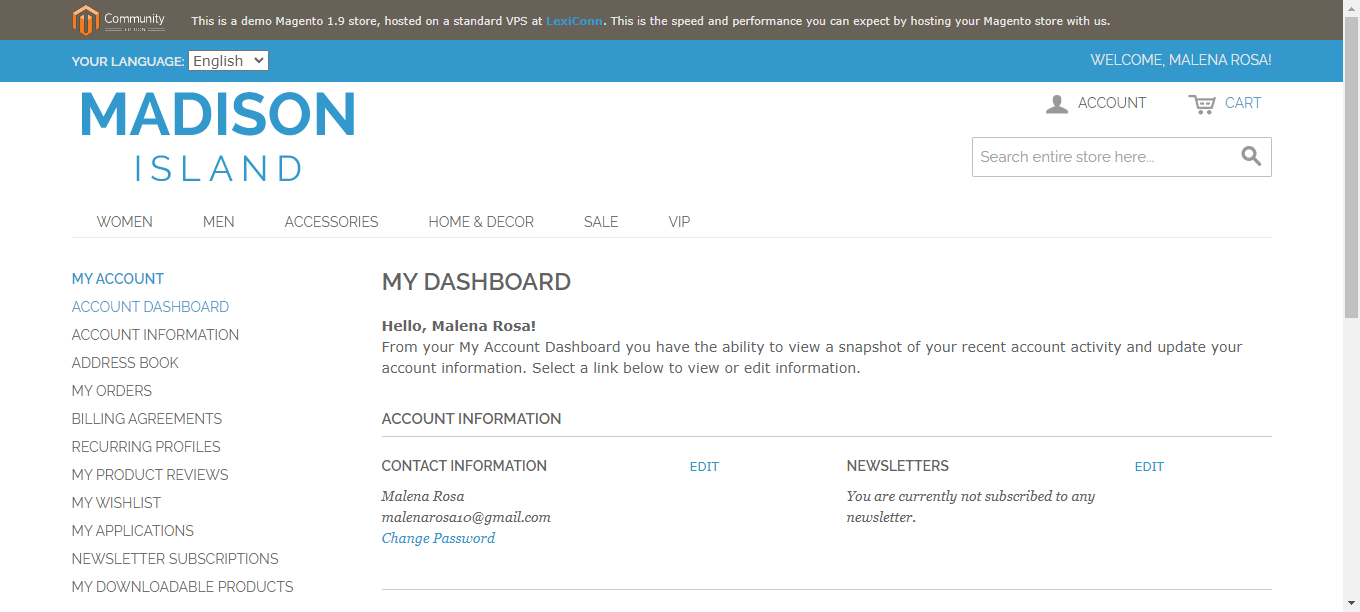 Community
EDITION
This is a demo Magento 1.9 store, hosted on a standard VPS at LexiConn. This is the speed and performance you can expect by hosting your Magento store with us.
YOUR LANGUAGE: English
WELCOME, MALENA ROSA!
MADISON
ISLAND
ACCOUNT
CART
Search entire store here...
WOMEN MEN ACCESSORIES HOME & DECOR SALE VIP
MY ACCOUNT
ACCOUNT DASHBOARD
ACCOUNT INFORMATION
ADDRESS BOOK
MY ORDERS
BILLING AGREEMENTS
RECURRING PROFILES
MY PRODUCT REVIEWS
MY WISHLIST
MY APPLICATIONS
NEWSLETTER SUBSCRIPTIONS
MY DOWNLOADABLE PRODUCTS
MY DASHBOARD
Hello, Malena Rosa!
From your My Account Dashboard you have the ability to view a snapshot of your recent account activity and update your
account information. Select a link below to view or edit information.
ACCOUNT INFORMATION
CONTACT INFORMATION EDIT
Malena Rosa
malenarosa10@gmail.com
Change Password
NEWSLETTERS EDIT
You are currently not subscribed to any
newsletter.